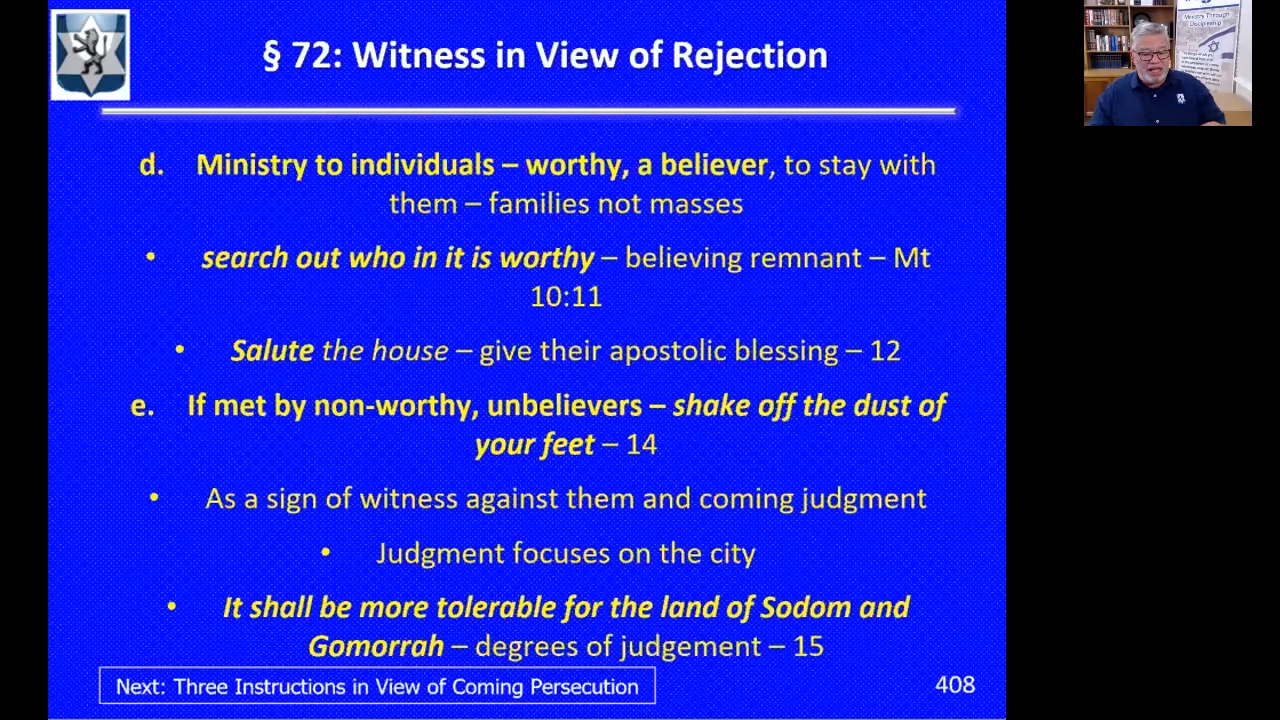 § 72: Witness in View of Rejection
d. Ministry to individuals – worthy, a believer, to stay with
them – families not masses
• search out who in it is worthy – believing remnant – Mt
10:11
• Salute the house – give their apostolic blessing – 12
e. If met by non-worthy, unbelievers – shake off the dust of
your feet – 14
• As a sign of witness against them and coming judgment
• Judgment focuses on the city
• It shall be more tolerable for the land of Sodom and
Gomorrah – degrees of judgement – 15
Next: Three Instructions in View of Coming Persecution
408
Ministry Through
Discipleship